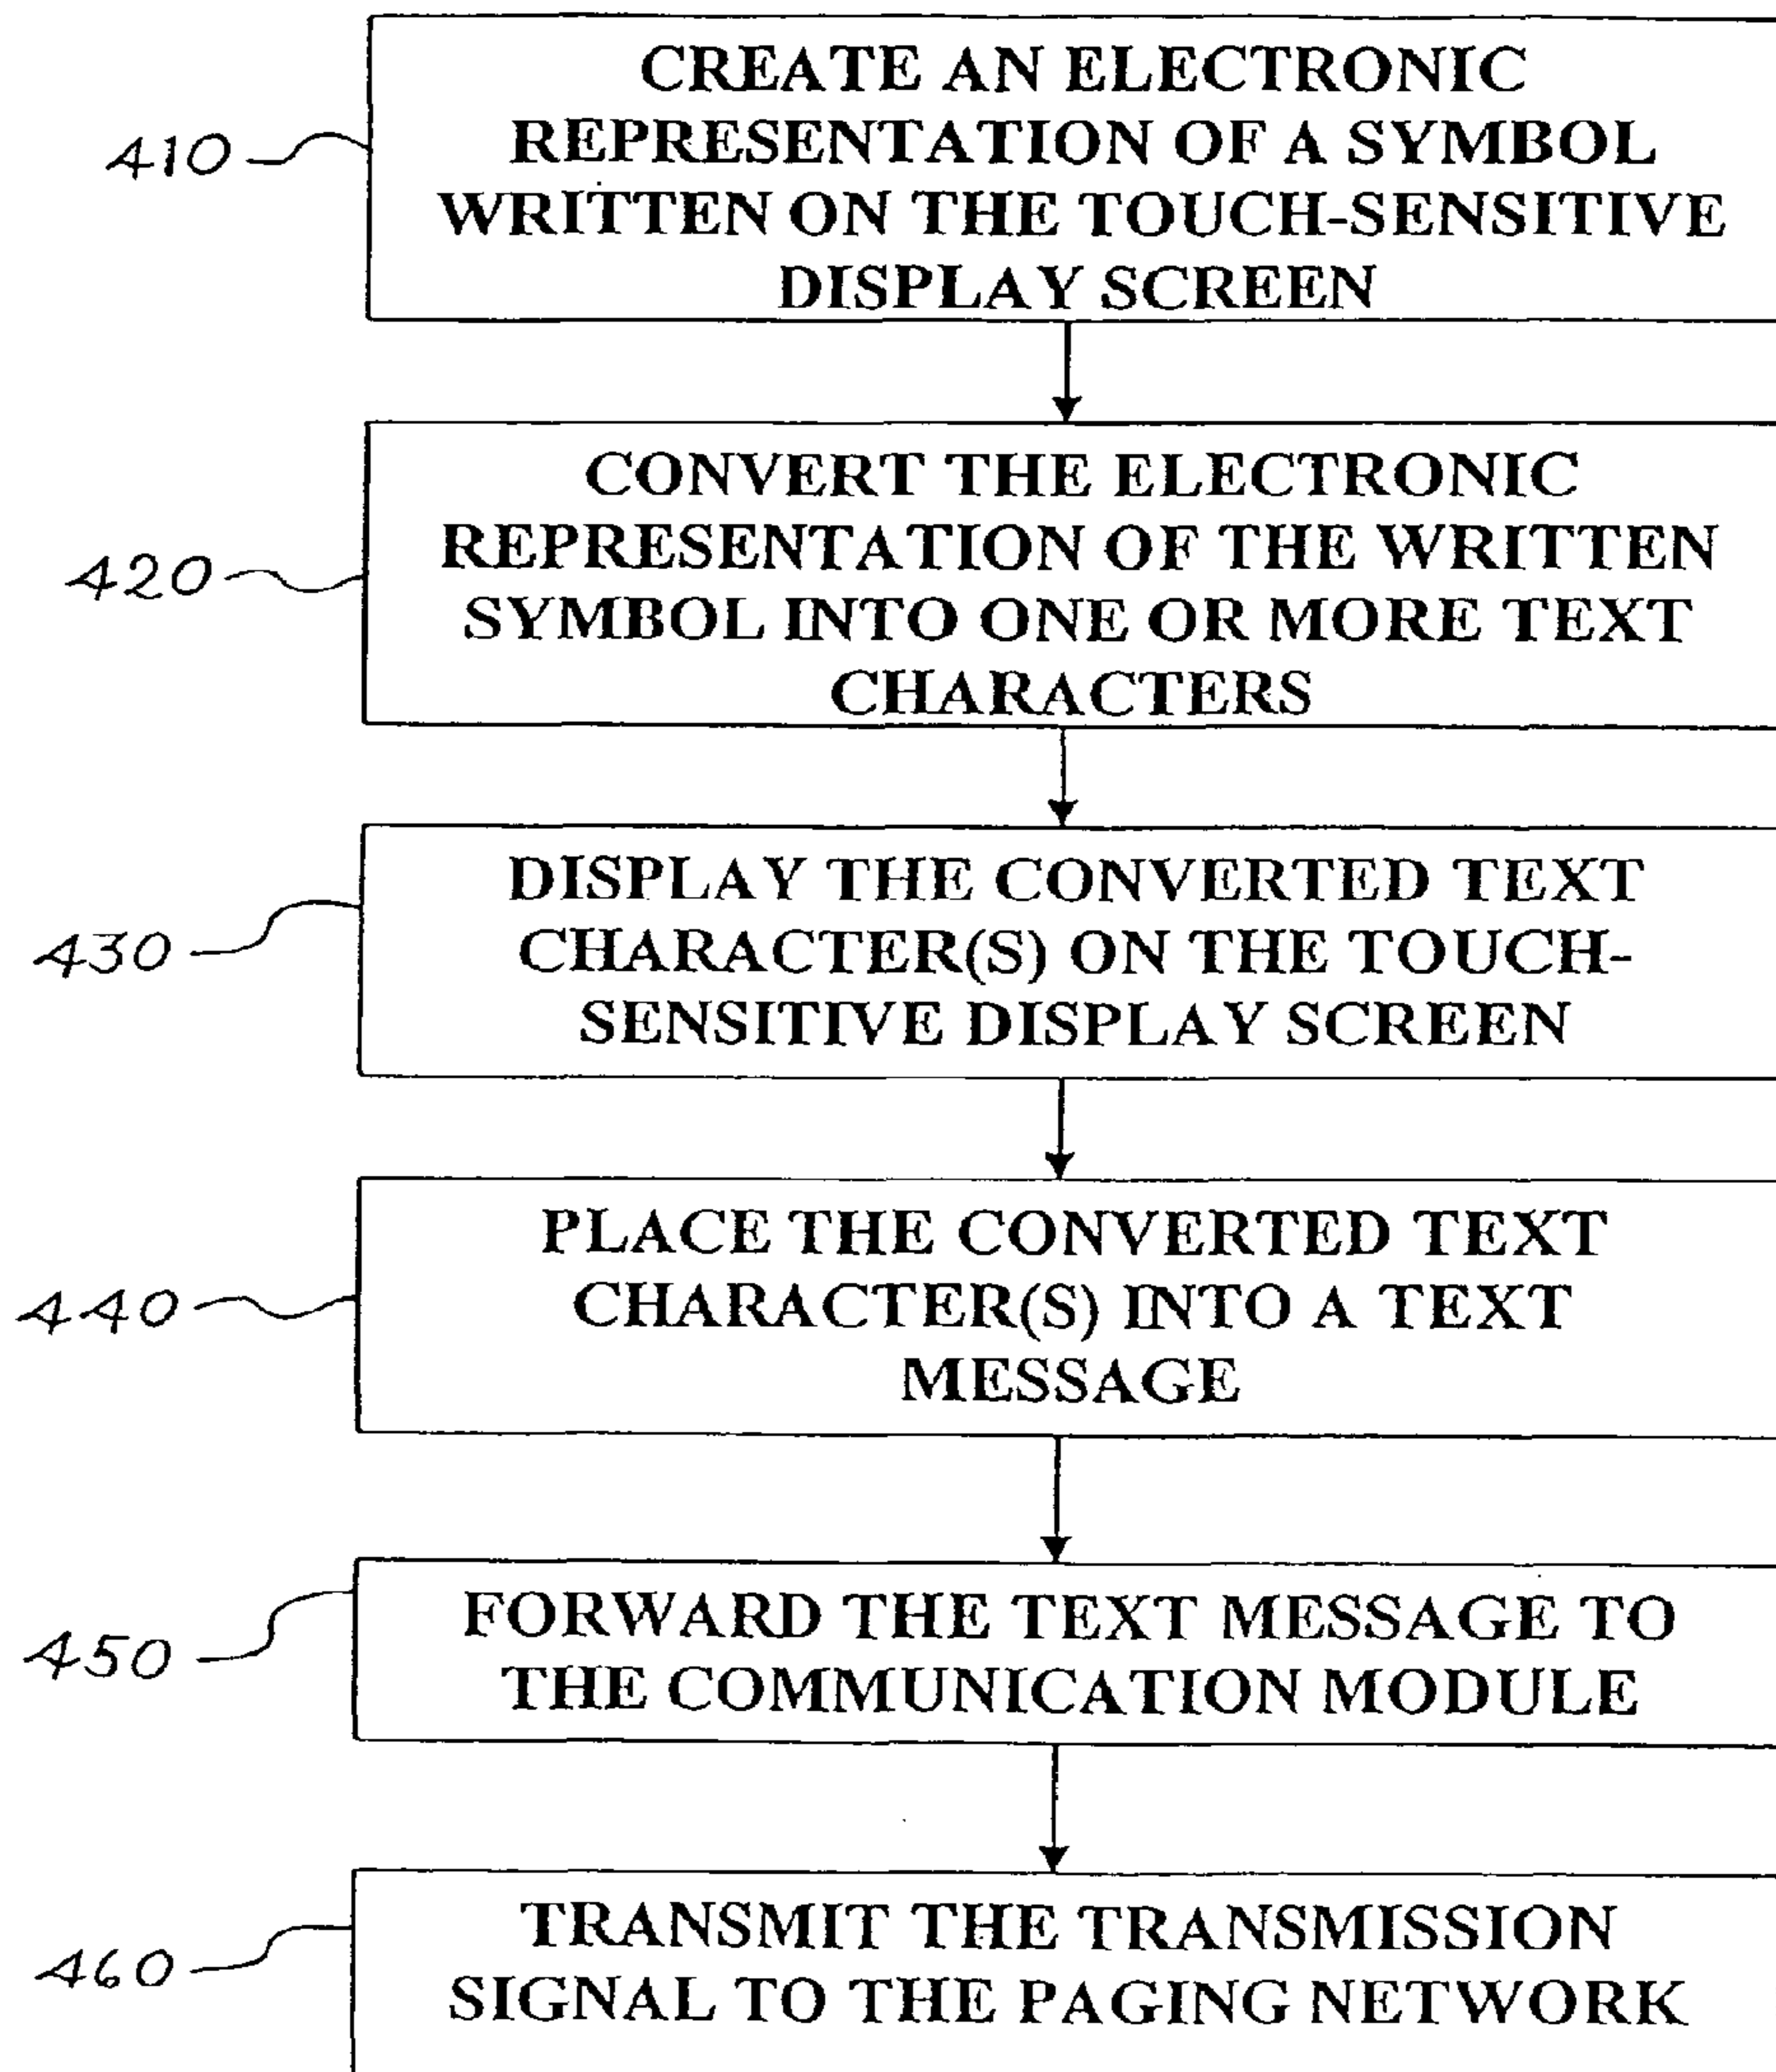 CREATE AN ELECTRONIC
REPRESENTATION OF A SYMBOL
410
WRITTEN ON THE TOUCH-SENSITIVE
DISPLAY SCREEN
CONVERT THE ELECTRONIC
REPRESENTATION OF THE WRITTEN
420
SYMBOL INTO ONE OR MORE TEXT
CHARACTERS
DISPLAY THE CONVERTED TEXT
430
CHARACTER(S) ON THE TOUCH-
SENSITIVE DISPLAY SCREEN
PLACE THE CONVERTED TEXT
440
CHARACTER(S) INTO A TEXT
MESSAGE
FORWARD THE TEXT MESSAGE TO
450
THE COMMUNICATION MODULE
TRANSMIT THE TRANSMISSION
460
SIGNAL TO THE PAGING NETWORK